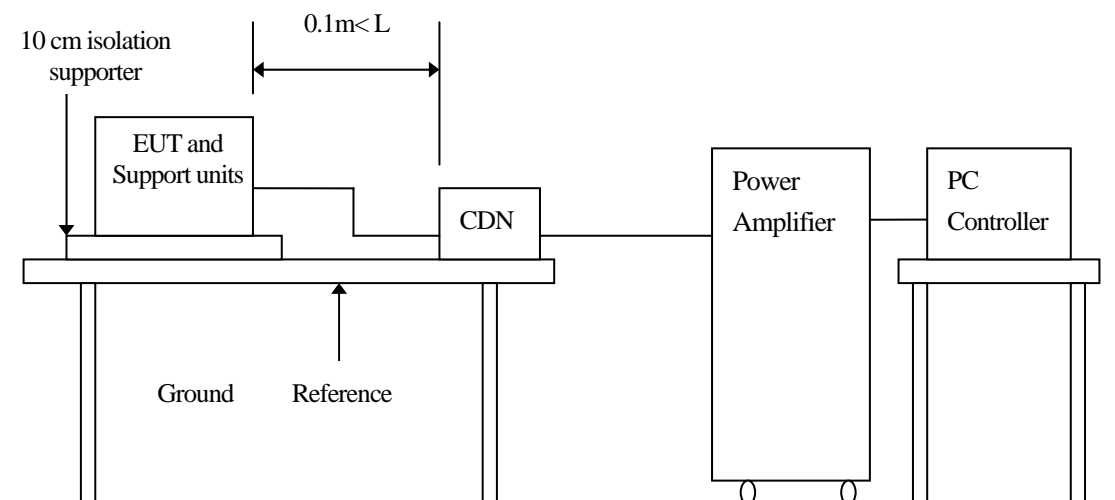 0.1m< L
10 cm isolation
supporter
EUT and
Support units
CDN
Power
Amplifier
PC
Controller
Ground Reference